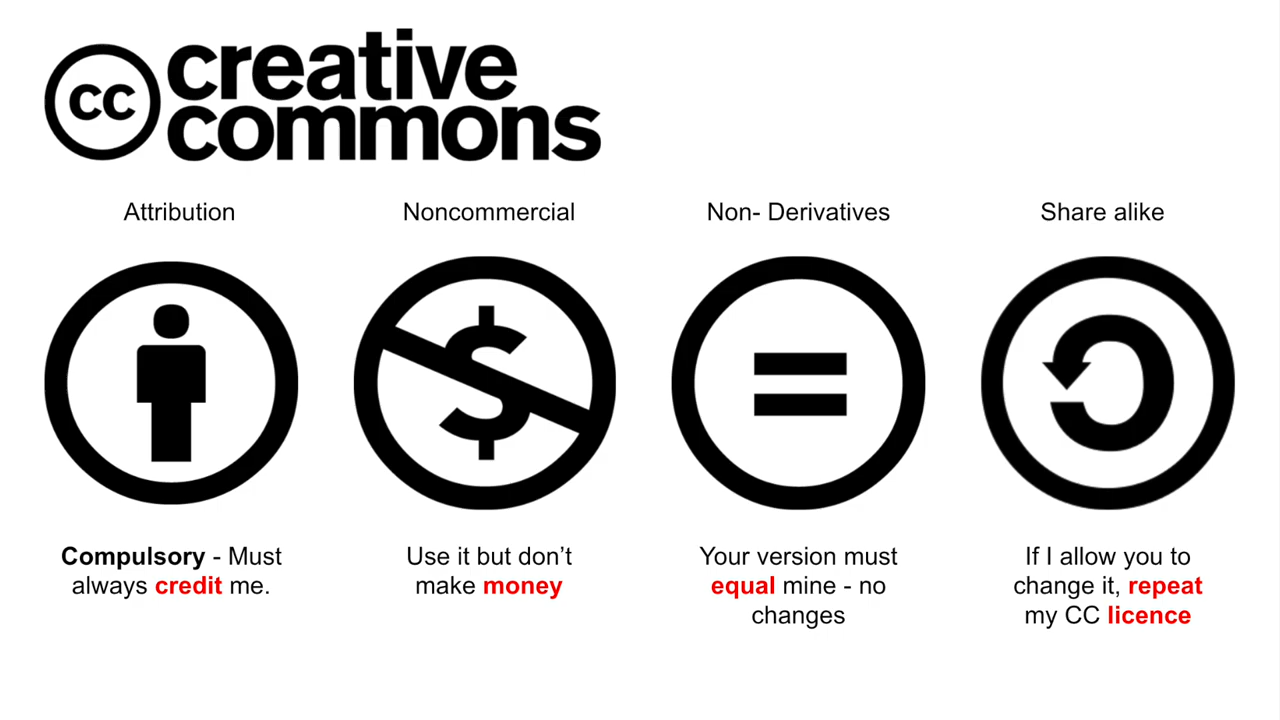 cc creative
commons
Attribution
Noncommercial
Non- Derivatives
Share alike
$
=
Compulsory - Must
always credit me.
Use it but don’t
make money
Your version must
equal mine - no
changes
If I allow you to
change it, repeat
my CC licence